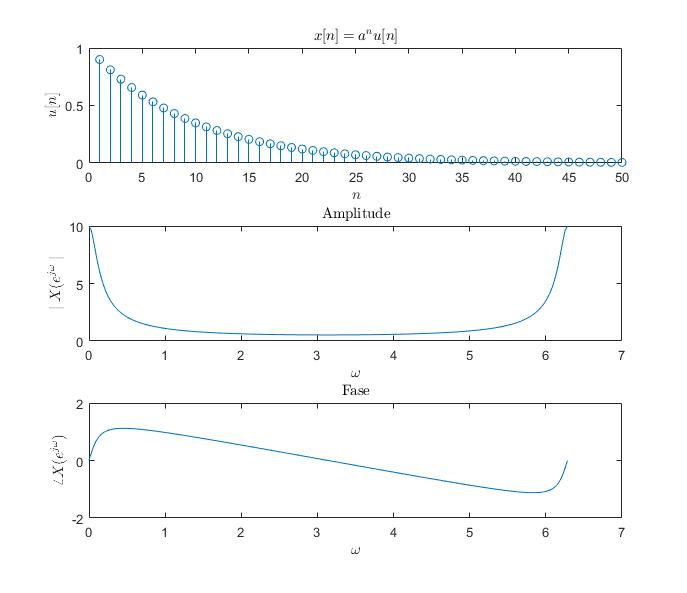 x[n] = aⁿu[n]
1
0.5
0
u[n]
0 5 10 15 20 25 30 35 40 45 50
n
Amplitude
10
5
0
| X(e^{jω} |
0 1 2 3 4 5 6 7
ω
Fase
2
0
-2
∠X(e^{jω})
0 1 2 3 4 5 6 7
ω